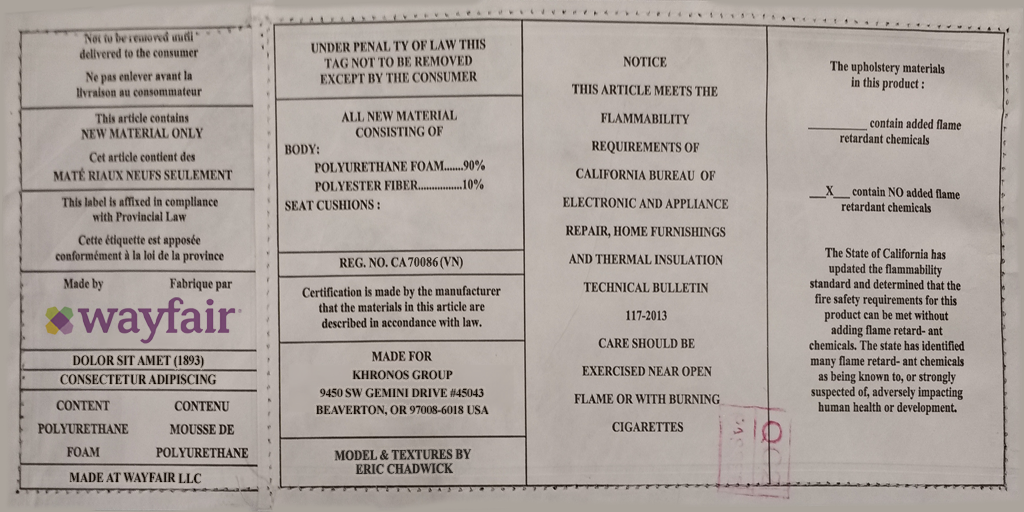 Not to be removed until
delivered to the consumer
Ne pas enlever avant la
livraison au consommateur
This article contains
NEW MATERIAL ONLY
Cet article contient des
MATÉ RIAUX NEUFS SEULEMENT
This label is affixed in compliance
with Provincial Law
Cette étiquette est apposée
conformément à la loi de la province
Made by Fabrique par
wayfair
DOLOR SIT AMET (1893)
CONSECTETUR ADIPISCING
CONTENT CONTENU
POLYURETHANE MOUSSE DE
FOAM POLYURETHANE
MADE AT WAYFAIR LLC
UNDER PENAL TY OF LAW THIS
TAG NOT TO BE REMOVED
EXCEPT BY THE CONSUMER
ALL NEW MATERIAL
CONSISTING OF
BODY:
POLYURETHANE FOAM.......90%
POLYESTER FIBER................10%
SEAT CUSHIONS :
REG. NO. CA70086(VN)
Certification is made by the manufacturer
that the materials in this article are
described in accordance with law.
MADE FOR
KHRONOS GROUP
9450 SW GEMINI DRIVE #45043
BEAVERTON, OR 97008-6018 USA
MODEL & TEXTURES BY
ERIC CHADWICK
NOTICE
THIS ARTICLE MEETS THE
FLAMMABILITY
REQUIREMENTS OF
CALIFORNIA BUREAU OF
ELECTRONIC AND APPLIANCE
REPAIR, HOME FURNISHINGS
AND THERMAL INSULATION
TECHNICAL BULLETIN
117-2013
CARE SHOULD BE
EXERCISED NEAR OPEN
FLAME OR WITH BURNING
CIGARETTES
The upholstery materials
in this product :
__________ contain added flame
retardant chemicals
__X___ contain NO added flame
retardant chemicals
The State of California has
updated the flammability
standard and determined that the
fire safety requirements for this
product can be met without
adding flame retard- ant
chemicals. The state has identified
many flame retard- ant chemicals
as being known to, or strongly
suspected of, adversely impacting
human health or development.